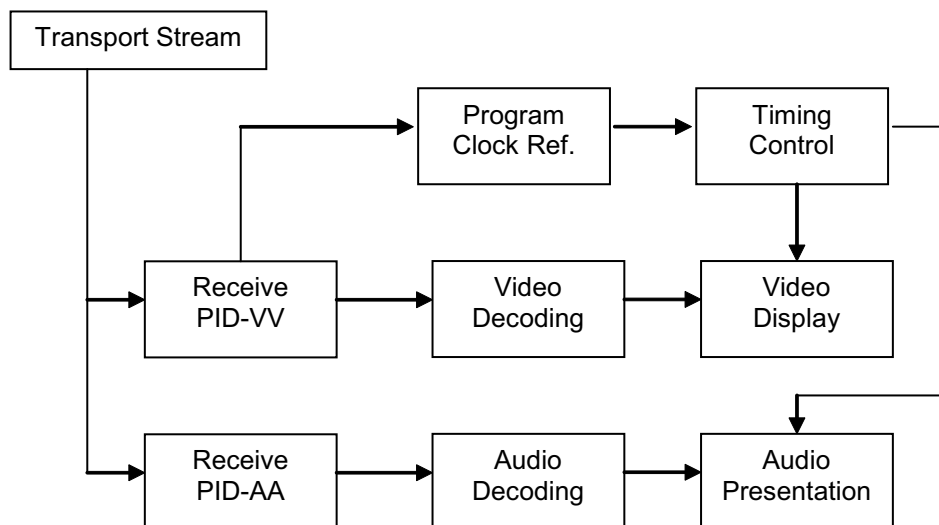 Transport Stream
Program
Clock Ref.
Timing
Control
Receive
PID-VV
Video
Decoding
Video
Display
Receive
PID-AA
Audio
Decoding
Audio
Presentation